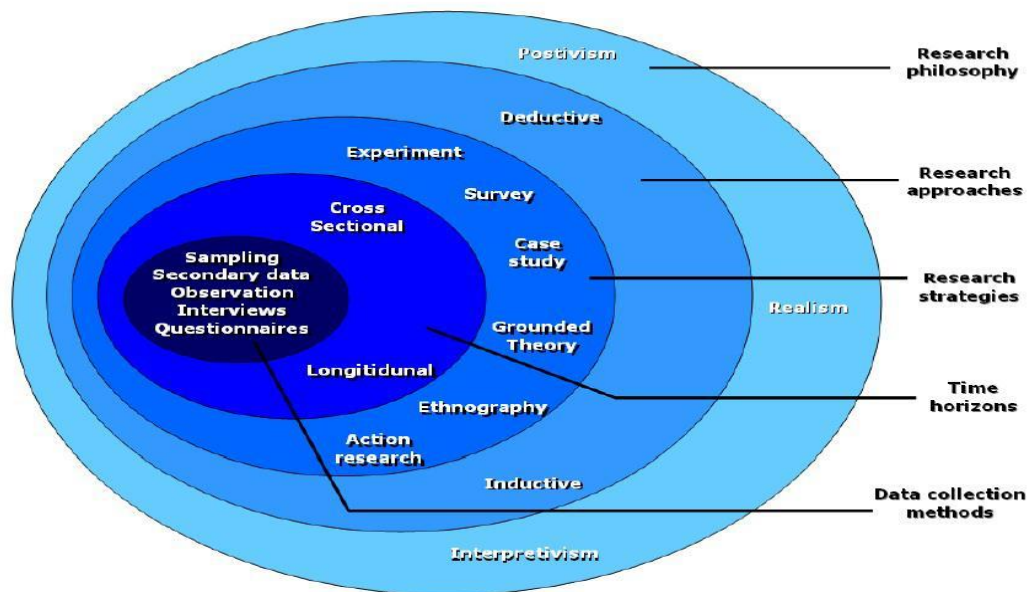 Postivism
Research
philosophy
Deductive
Experiment
Research
approaches
Survey
Cross
Sectional
Case
study
Sampling
Secondary data
Observation
Interviews
Questionnaires
Research
strategies
Realism
Grounded
Theory
Longitidunal
Time
horizons
Ethnography
Action
research
Inductive
Data collection
methods
Interpretivism